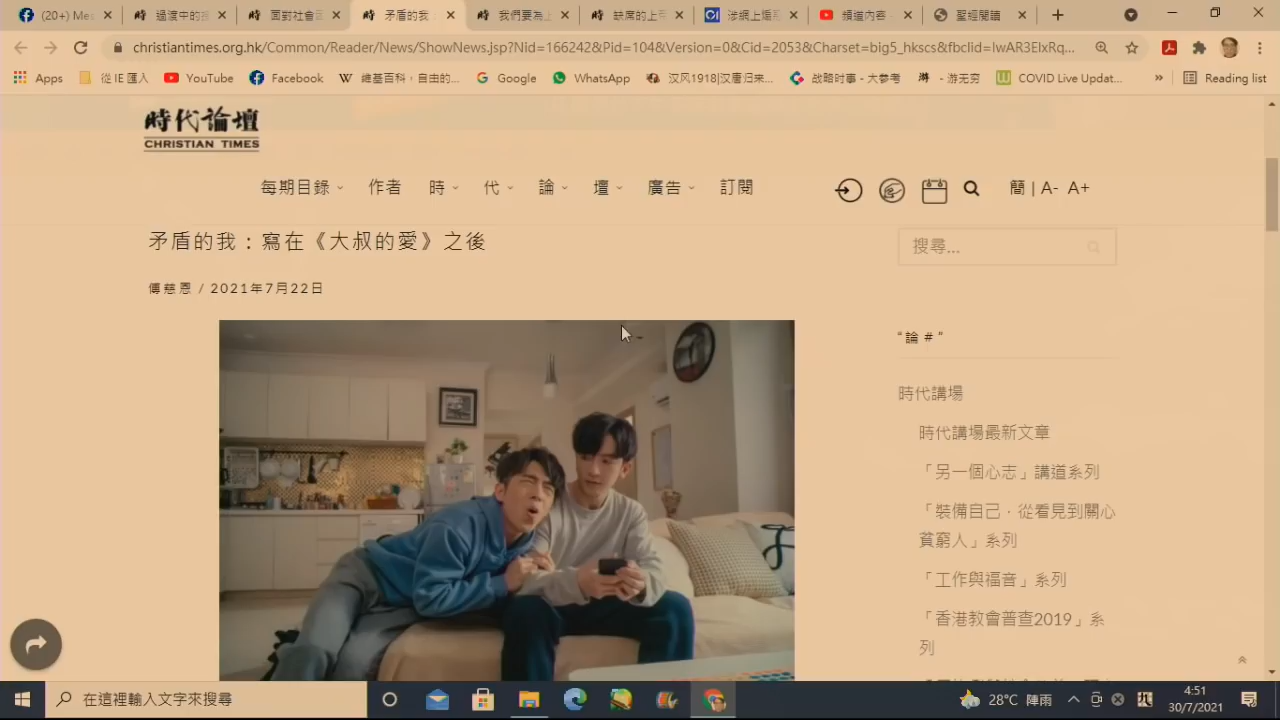 (20+) Me
過渡中的
面對社會
矛盾的我
我們要為
缺席的上
涉嫌上
頻道內容 -
聖經閱讀
christiantimes.org.hk/Common/Reader/News/ShowNews.jsp?Nid=166242&Pid=104&Version=0&Cid=2053&Charset=big5_hkscs&fbclid=IwAR3ElxRq...
Apps
從 IE 匯入
YouTube
Facebook
維基百科，自由的...
Google
WhatsApp
汉风1918|汉唐归来...
战略时事 - 大参考
- 游无穷
COVID Live Updat...
»
Reading list
時代論壇
CHRISTIAN TIMES
每期目錄 作者 時 代 論 壇 廣告 訂閱
簡 | A- A+
矛盾的我：寫在《大叔的愛》之後
搜尋...
傅慈恩 / 2021年7月22日
“論 # ”
時代講場
時代講場最新文章
「另一個心志」講道系列
「裝備自己．從看見到關心
貧窮人」系列
「工作與福音」系列
「香港教會普查2019」系
列
在這裡輸入文字來搜尋
28°C 陣雨
4:51
30/7/2021